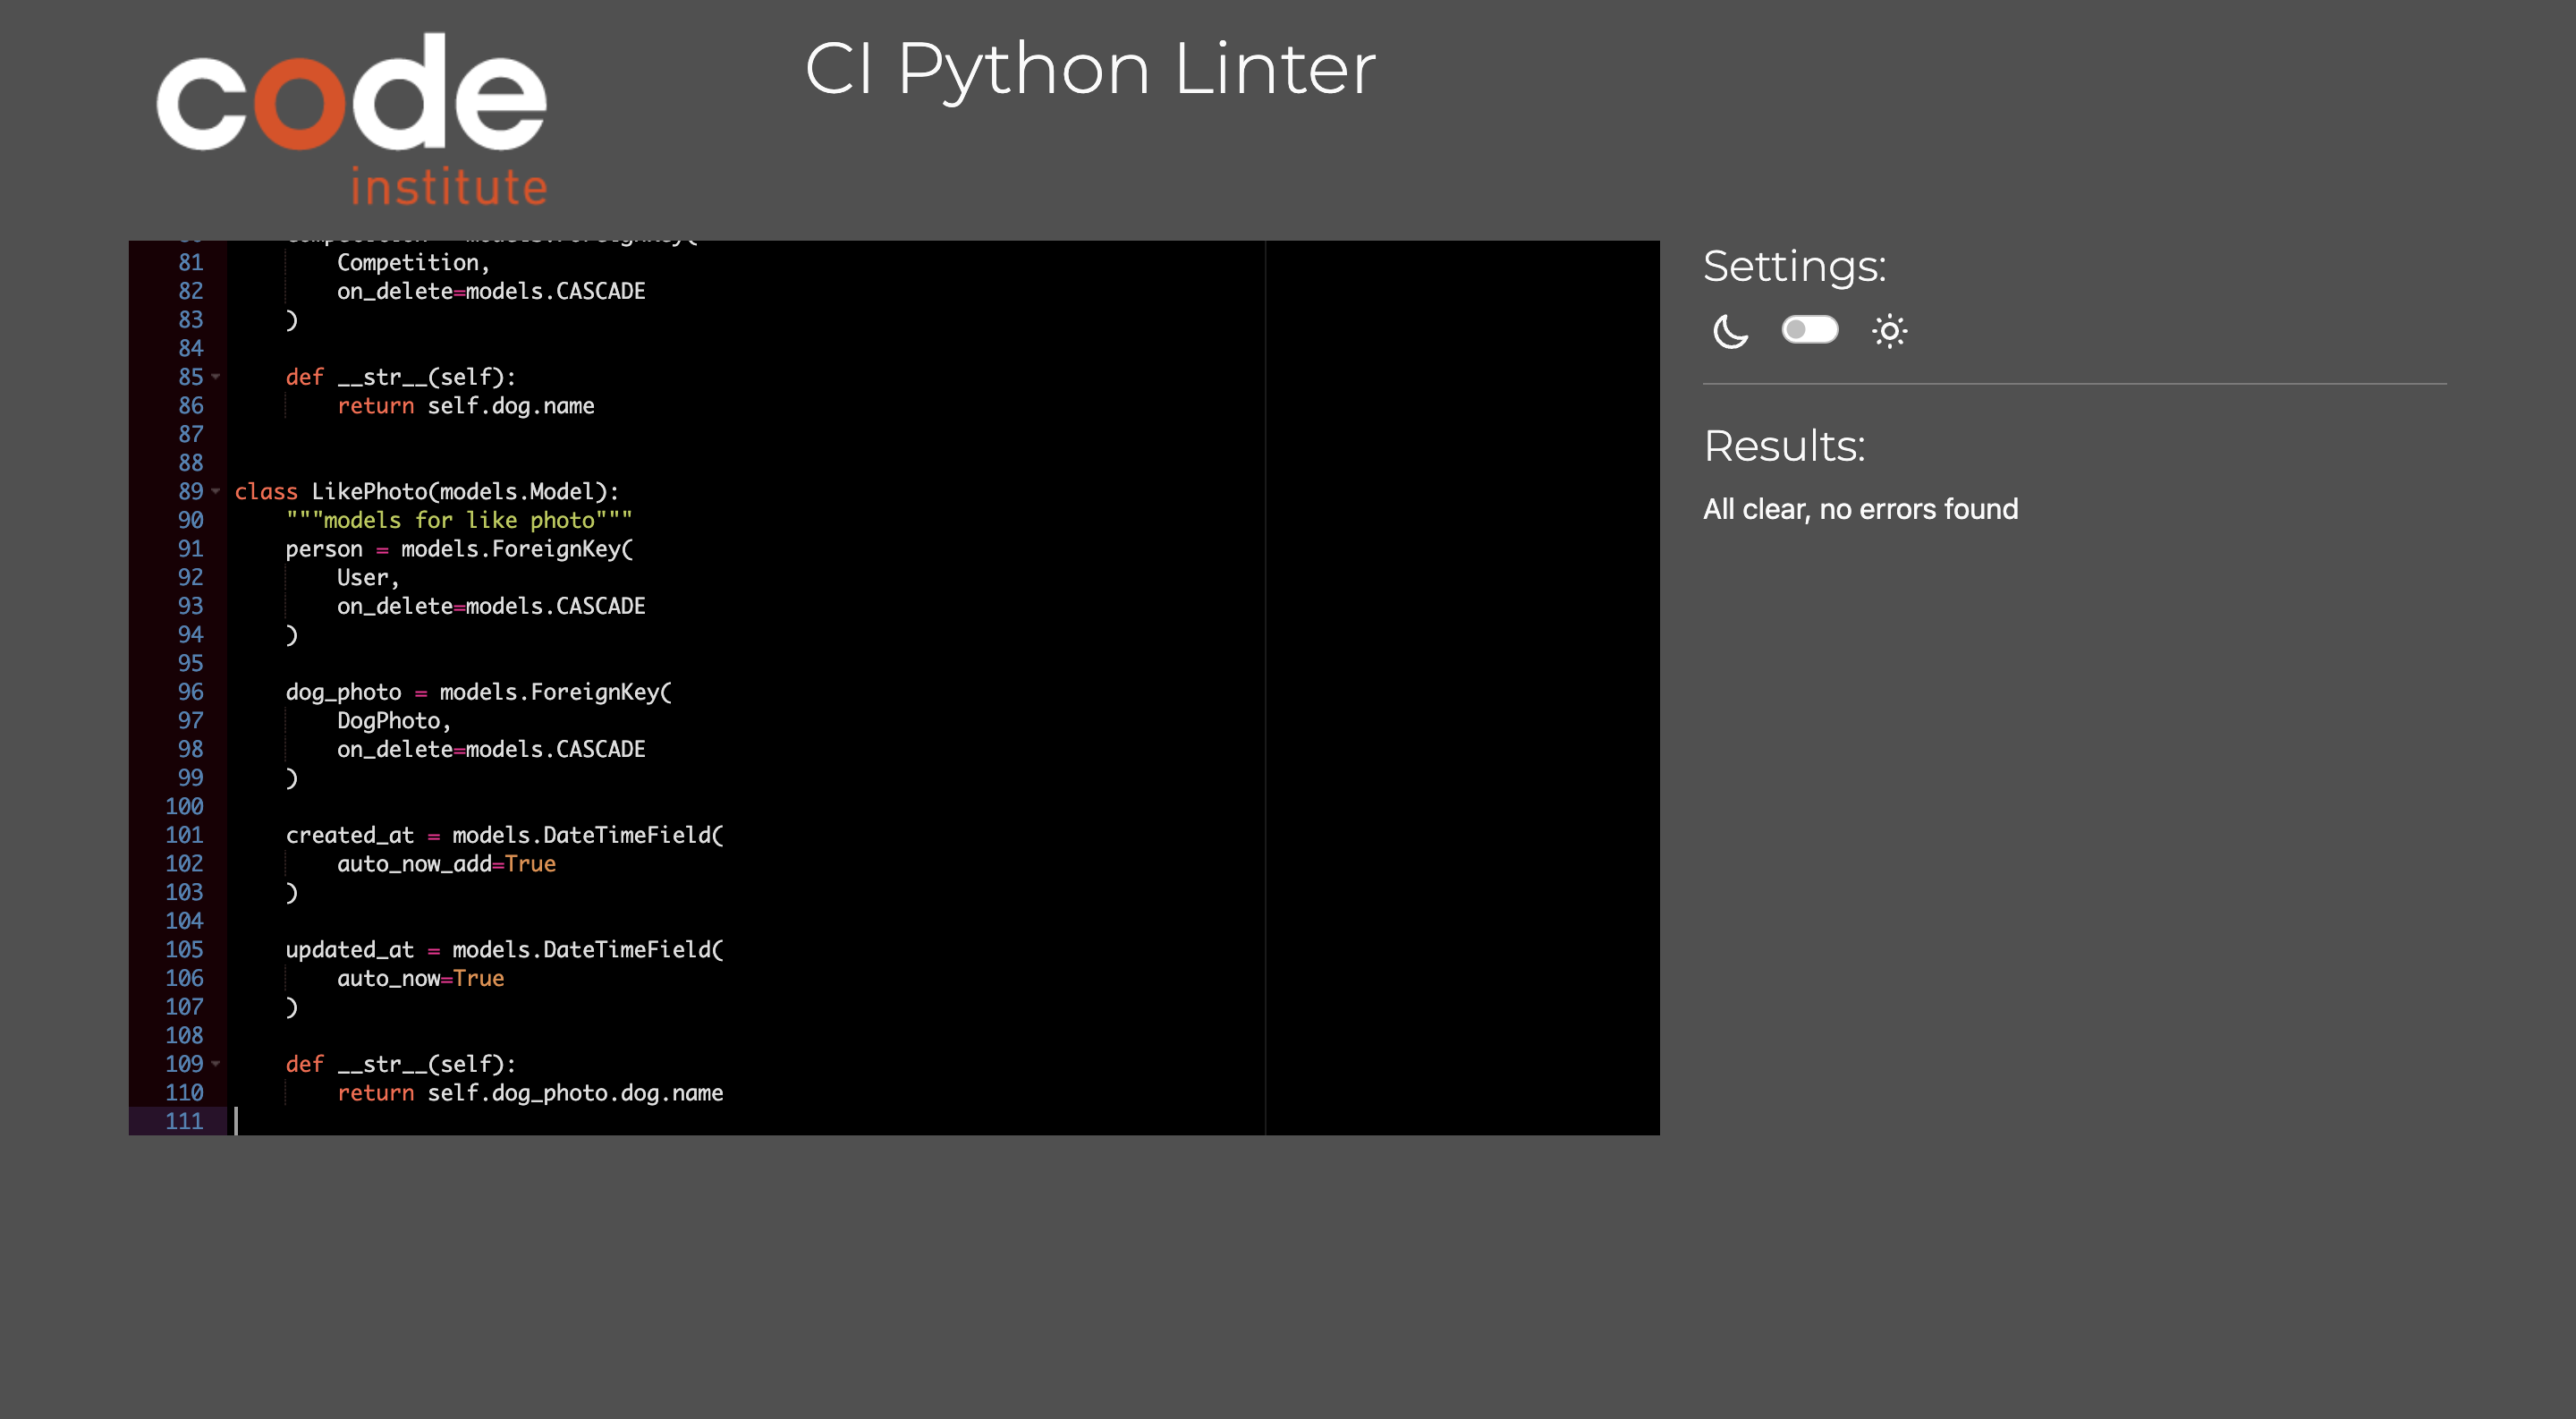 code
institute
CI Python Linter
81 Competition,
82 on_delete=models.CASCADE
83 )
84
85 def __str__(self):
86 return self.dog.name
87
88
89 class LikePhoto(models.Model):
90 """models for like photo"""
91 person = models.ForeignKey(
92 User,
93 on_delete=models.CASCADE
94 )
95
96 dog_photo = models.ForeignKey(
97 DogPhoto,
98 on_delete=models.CASCADE
99 )
100
101 created_at = models.DateTimeField(
102 auto_now_add=True
103 )
104
105 updated_at = models.DateTimeField(
106 auto_now=True
107 )
108
109 def __str__(self):
110 return self.dog_photo.dog.name
111
Settings:
Results:
All clear, no errors found